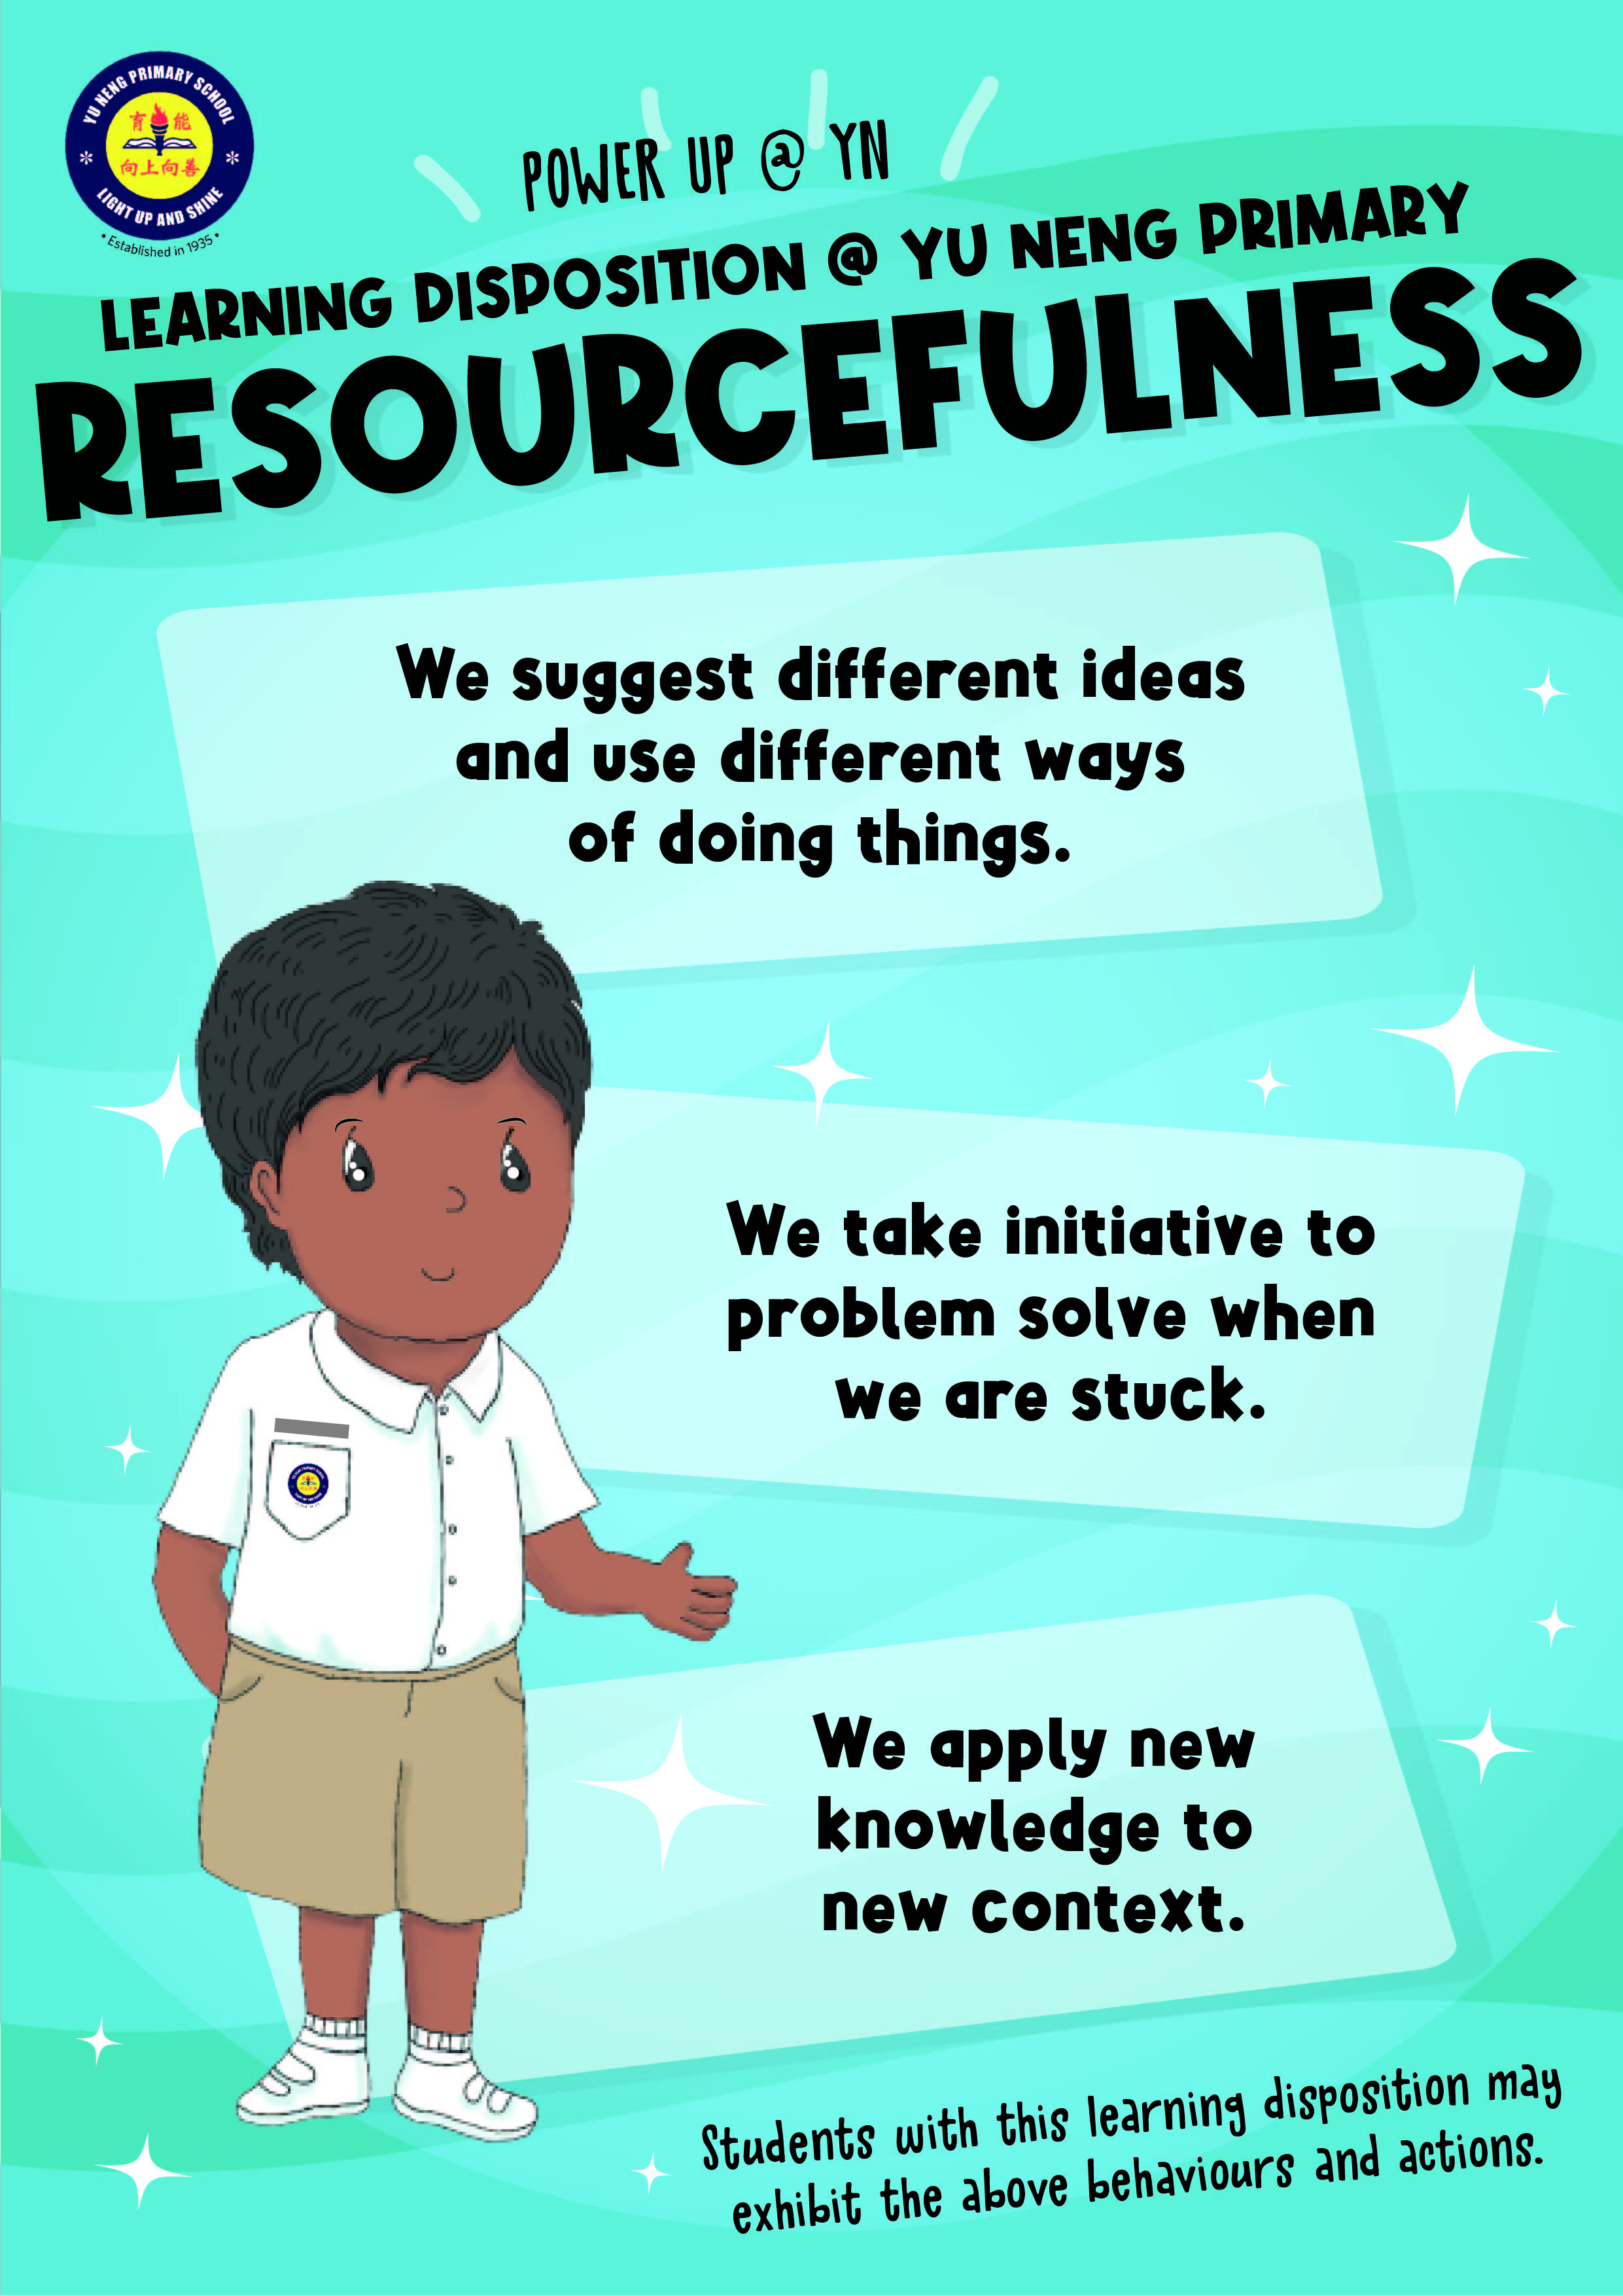 YU NENG PRIMARY SCHOOL
育 能
向上向善
LIGHT UP AND SHINE
• Established in 1935 •
POWER UP @ YN
LEARNING DISPOSITION @ YU NENG PRIMARY
RESOURCEFULNESS
We suggest different ideas
and use different ways
of doing things.
We take initiative to
problem solve when
we are stuck.
We apply new
knowledge to
new context.
Students with this learning disposition may
exhibit the above behaviours and actions.